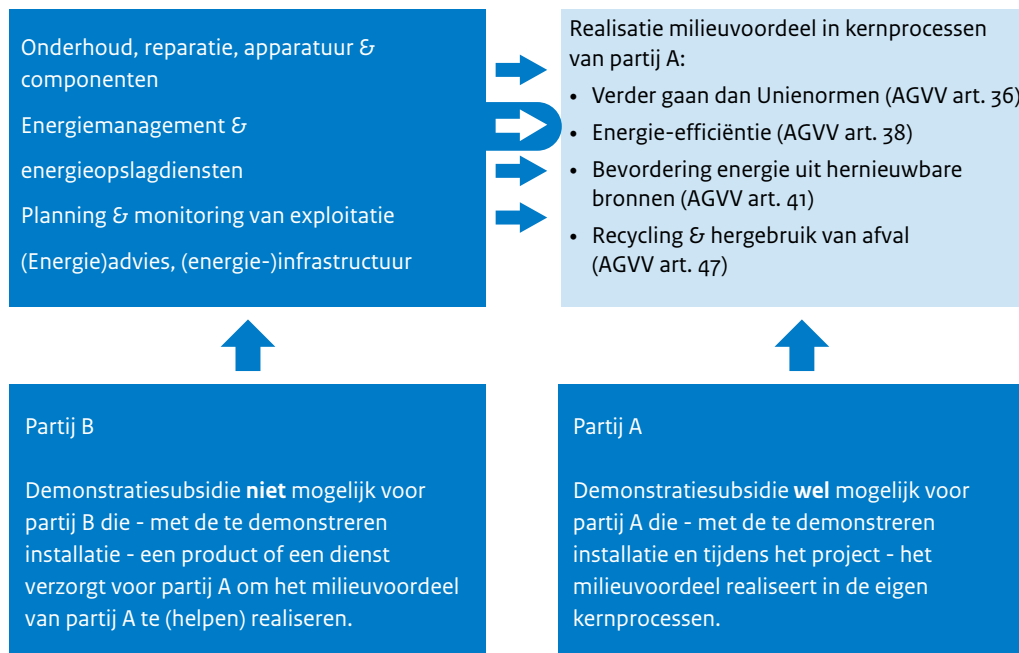 Onderhoud, reparatie, apparatuur &
componenten
Energiemanagement &
energieopslagdiensten
Planning & monitoring van exploitatie
(Energie)advies, (energie-)infrastructuur
Realisatie milieuvoordeel in kernprocessen
van partij A:
• Verder gaan dan Unienormen (AGVV art. 36)
• Energie-efficiëntie (AGVV art. 38)
• Bevordering energie uit hernieuwbare
bronnen (AGVV art. 41)
• Recycling & hergebruik van afval
(AGVV art. 47)
Partij B
Demonstratiesubsidie niet mogelijk voor
partij B die - met de te demonstreren
installatie - een product of een dienst
verzorgt voor partij A om het milieuvoordeel
van partij A te (helpen) realiseren.
Partij A
Demonstratiesubsidie wel mogelijk voor
partij A die - met de te demonstreren
installatie en tijdens het project - het
milieuvoordeel realiseert in de eigen
kernprocessen.